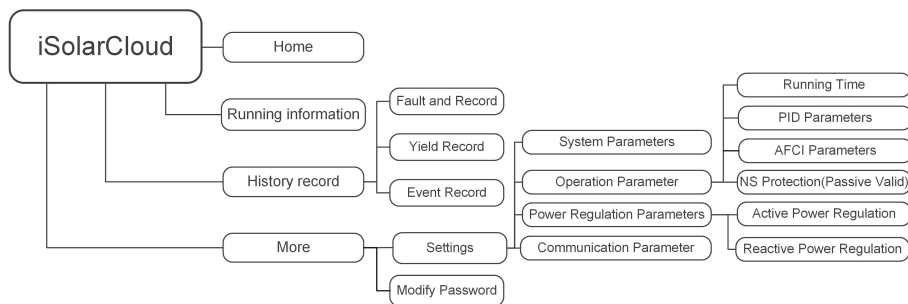 iSolarCloud
Home
Running information
History record
Fault and Record
Yield Record
Event Record
More
Settings
Modify Password
System Parameters
Operation Parameter
Power Regulation Parameters
Communication Parameter
Running Time
PID Parameters
AFCI Parameters
NS Protection(Passive Valid)
Active Power Regulation
Reactive Power Regulation